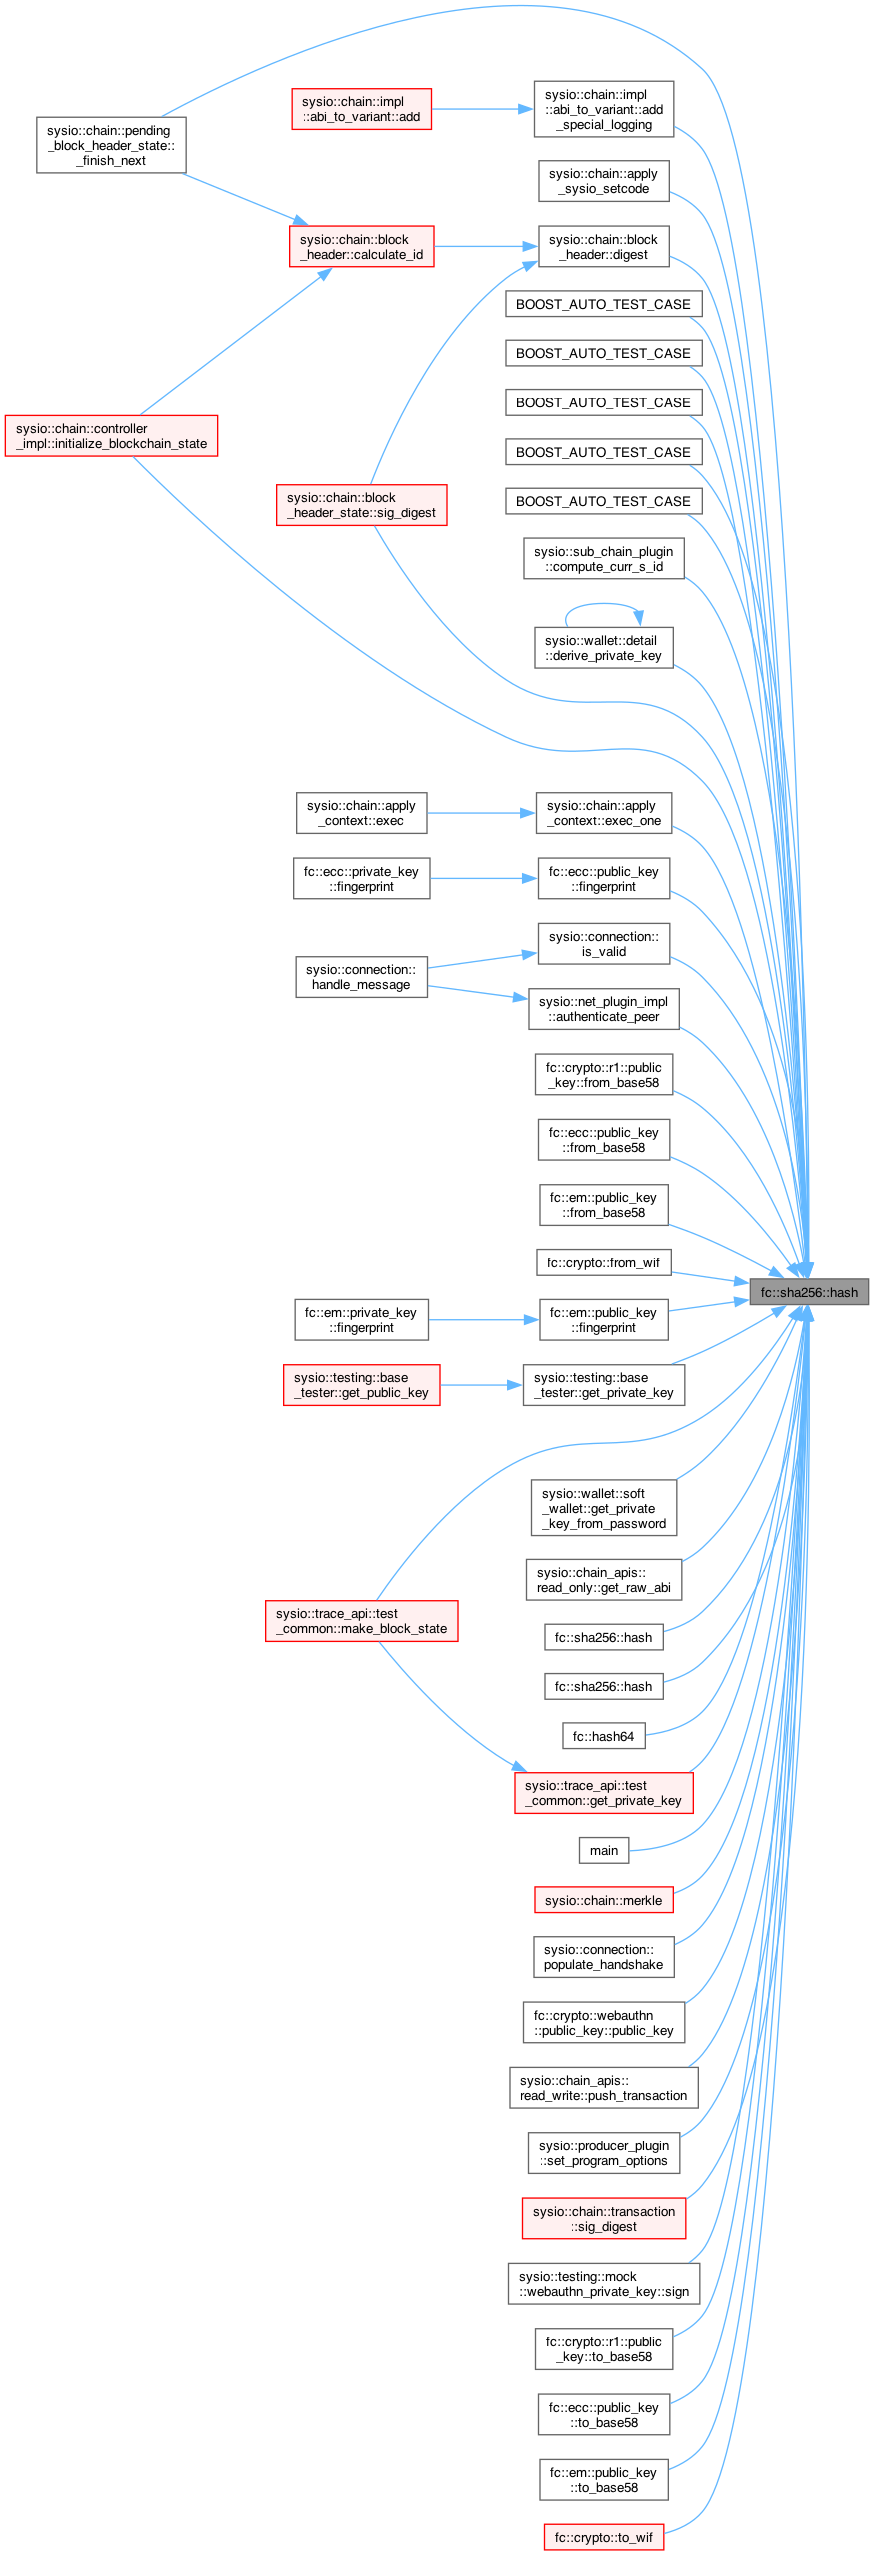 sysio::chain::impl
::abi_to_variant::add
_special_logging
sysio::chain::impl
::abi_to_variant::add
sysio::chain::pending
_block_header_state::
_finish_next
sysio::chain::apply
_sysio_setcode
sysio::chain::block
_header::calculate_id
sysio::chain::block
_header::digest
BOOST_AUTO_TEST_CASE
BOOST_AUTO_TEST_CASE
BOOST_AUTO_TEST_CASE
sysio::chain::controller
_impl::initialize_blockchain_state
BOOST_AUTO_TEST_CASE
sysio::chain::block
_header_state::sig_digest
BOOST_AUTO_TEST_CASE
sysio::sub_chain_plugin
::compute_curr_s_id
sysio::wallet::detail
::derive_private_key
sysio::chain::apply
_context::exec
sysio::chain::apply
_context::exec_one
fc::ecc::private_key
::fingerprint
fc::ecc::public_key
::fingerprint
sysio::connection::
is_valid
sysio::connection::
handle_message
sysio::net_plugin_impl
::authenticate_peer
fc::crypto::r1::public
_key::from_base58
fc::ecc::public_key
::from_base58
fc::em::public_key
::from_base58
fc::crypto::from_wif
fc::sha256::hash
fc::em::private_key
::fingerprint
fc::em::public_key
::fingerprint
sysio::testing::base
_tester::get_public_key
sysio::testing::base
_tester::get_private_key
sysio::wallet::soft
_wallet::get_private
_key_from_password
sysio::chain_apis::
read_only::get_raw_abi
sysio::trace_api::test
_common::make_block_state
fc::sha256::hash
fc::sha256::hash
fc::hash64
sysio::trace_api::test
_common::get_private_key
main
sysio::chain::merkle
sysio::connection::
populate_handshake
fc::crypto::webauthn
::public_key::public_key
sysio::chain_apis::
read_write::push_transaction
sysio::producer_plugin
::set_program_options
sysio::chain::transaction
::sig_digest
sysio::testing::mock
::webauthn_private_key::sign
fc::crypto::r1::public
_key::to_base58
fc::ecc::public_key
::to_base58
fc::em::public_key
::to_base58
fc::crypto::to_wif